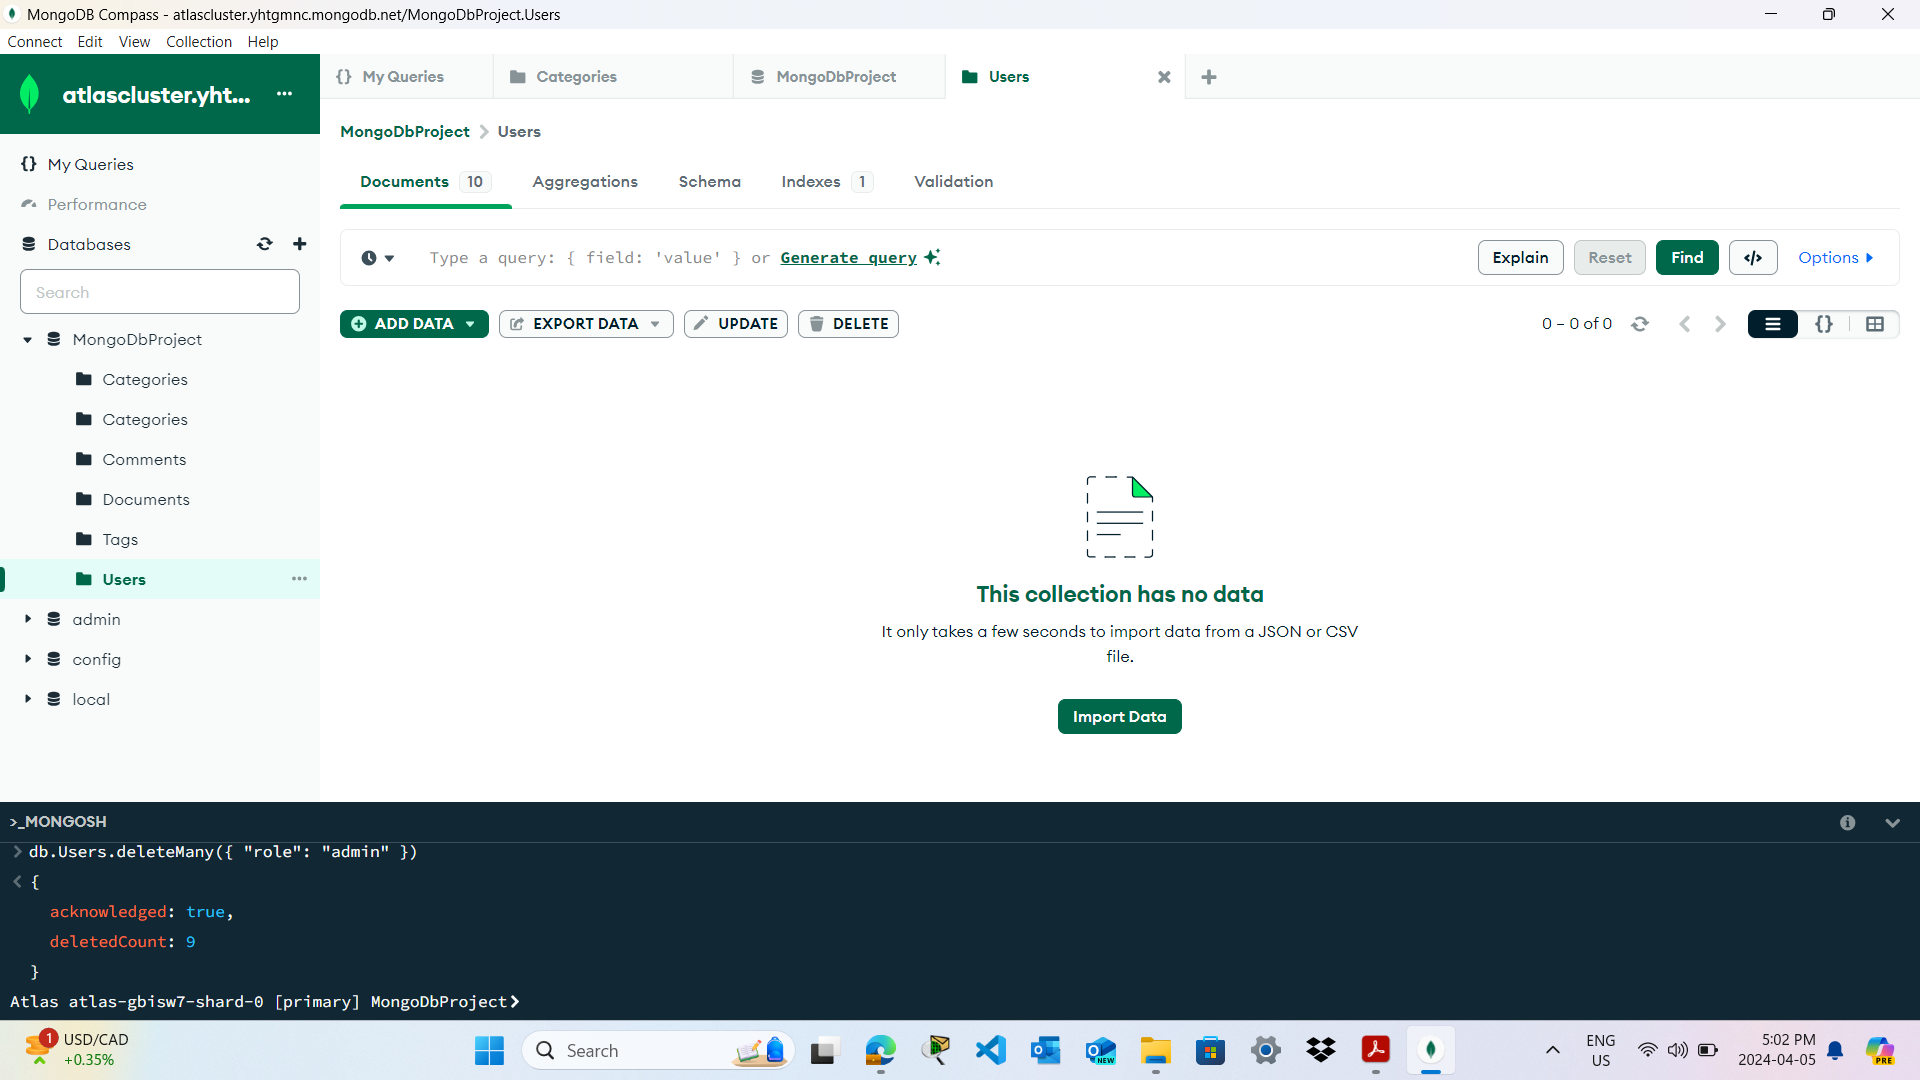 MongoDB Compass - atlascluster.yhtgmnc.mongodb.net/MongoDbProject.Users
Connect Edit View Collection Help
atlascluster.yht...
My Queries
Categories
MongoDBProject
Users
MongoDbProject > Users
My Queries
Performance
Databases
Search
MongoDbProject
Categories
Categories
Comments
Documents
Tags
Users
admin
config
local
Documents 10
Aggregations
Schema
Indexes 1
Validation
Type a query: { field: 'value' } or Generate query
Explain
Reset
Find
</>
Options
ADD DATA
EXPORT DATA
UPDATE
DELETE
0 – 0 of 0
{}
This collection has no data
It only takes a few seconds to import data from a JSON or CSV
file.
Import Data
>_MONGOSH
> db.Users.deleteMany({ "role": "admin" })
< {
acknowledged: true,
deletedCount: 9
}
Atlas atlas-gbisw7-shard-0 [primary] MongoDbProject>
1
USD/CAD
+0.35%
Search
NEW
ENG
US
5:02 PM
2024-04-05
PRE